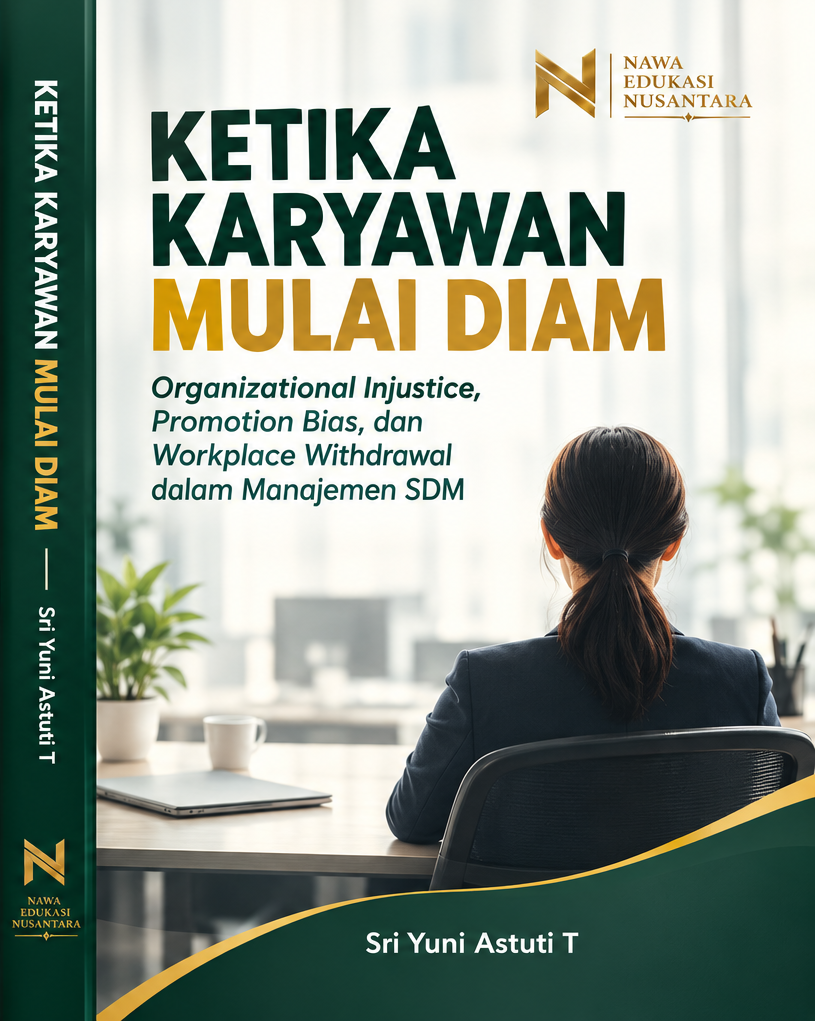 KETIKA KARYAWAN MULAI DIAM — Sri Yuni Astuti T
NAWA
EDUKASI
NUSANTARA
NAWA
EDUKASI
NUSANTARA
KETIKA
KARYAWAN
MULAI DIAM
Organizational Injustice,
Promotion Bias, dan
Workplace Withdrawal
dalam Manajemen SDM
Sri Yuni Astuti T